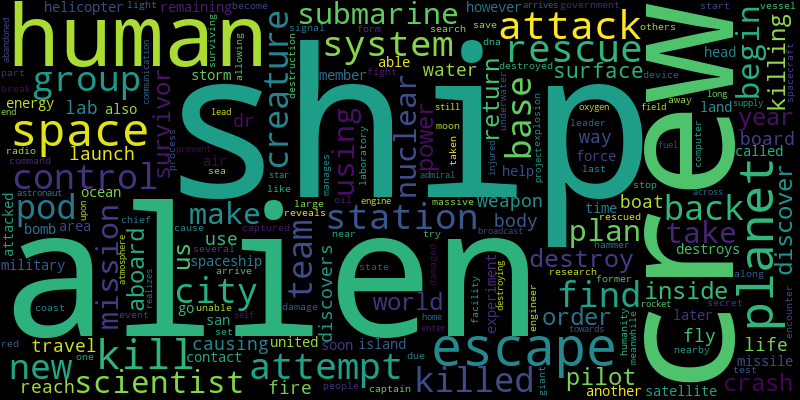 helicopter
light
remaining
become
human
submarine
however
arrives
government
start
abandoned
surviving
signal
form
search
save
others
vessel
part
communication
allowing
system
attack
dna
able
destroyed
device
begin
killing
spacecraft
group
creature
storm
member
fight
water
rescue
head
away
long
break
energy
lab
also
survivor
dr
destruction
return
underwater
surface
land
supply
end
space
lead
using
nuclear
power
still
moon
oxygen
field
year
radio
launch
process
air
prevent
ship
laboratory
taken
base
explosion
project
leader
way
computer
board
command
control
sea
star
manages
admiral
injured
force
fuel
called
astronaut
ocean
like
oil
engine
massive
help
last
crew
stop
across
attacked
pod
upon
chief
cause
make
large
reveals
station
weapon
time
boat
rescued
back
planet
discover
bomb
area
mission
atmosphere
aboard
several
captured
us
team
near
try
body
broadcast
plan
hammer
take
destroys
military
realizes
use
spaceship
state
damaged
destroy
research
inside
along
encounter
alien
city
arrive
discovers
world
facility
experiment
destroying
former
rocket
secret
coast
event
go
unable
damage
home
order
find
humanity
meanwhile
later
life
red
travel
san
self
set
enter
engineer
towards
fly
nearby
missile
new
one
kill
causing
united
island
escape
test
contact
soon
attempt
due
killed
pilot
crash
reach
scientist
fire
people
captain
giant
another
satellite